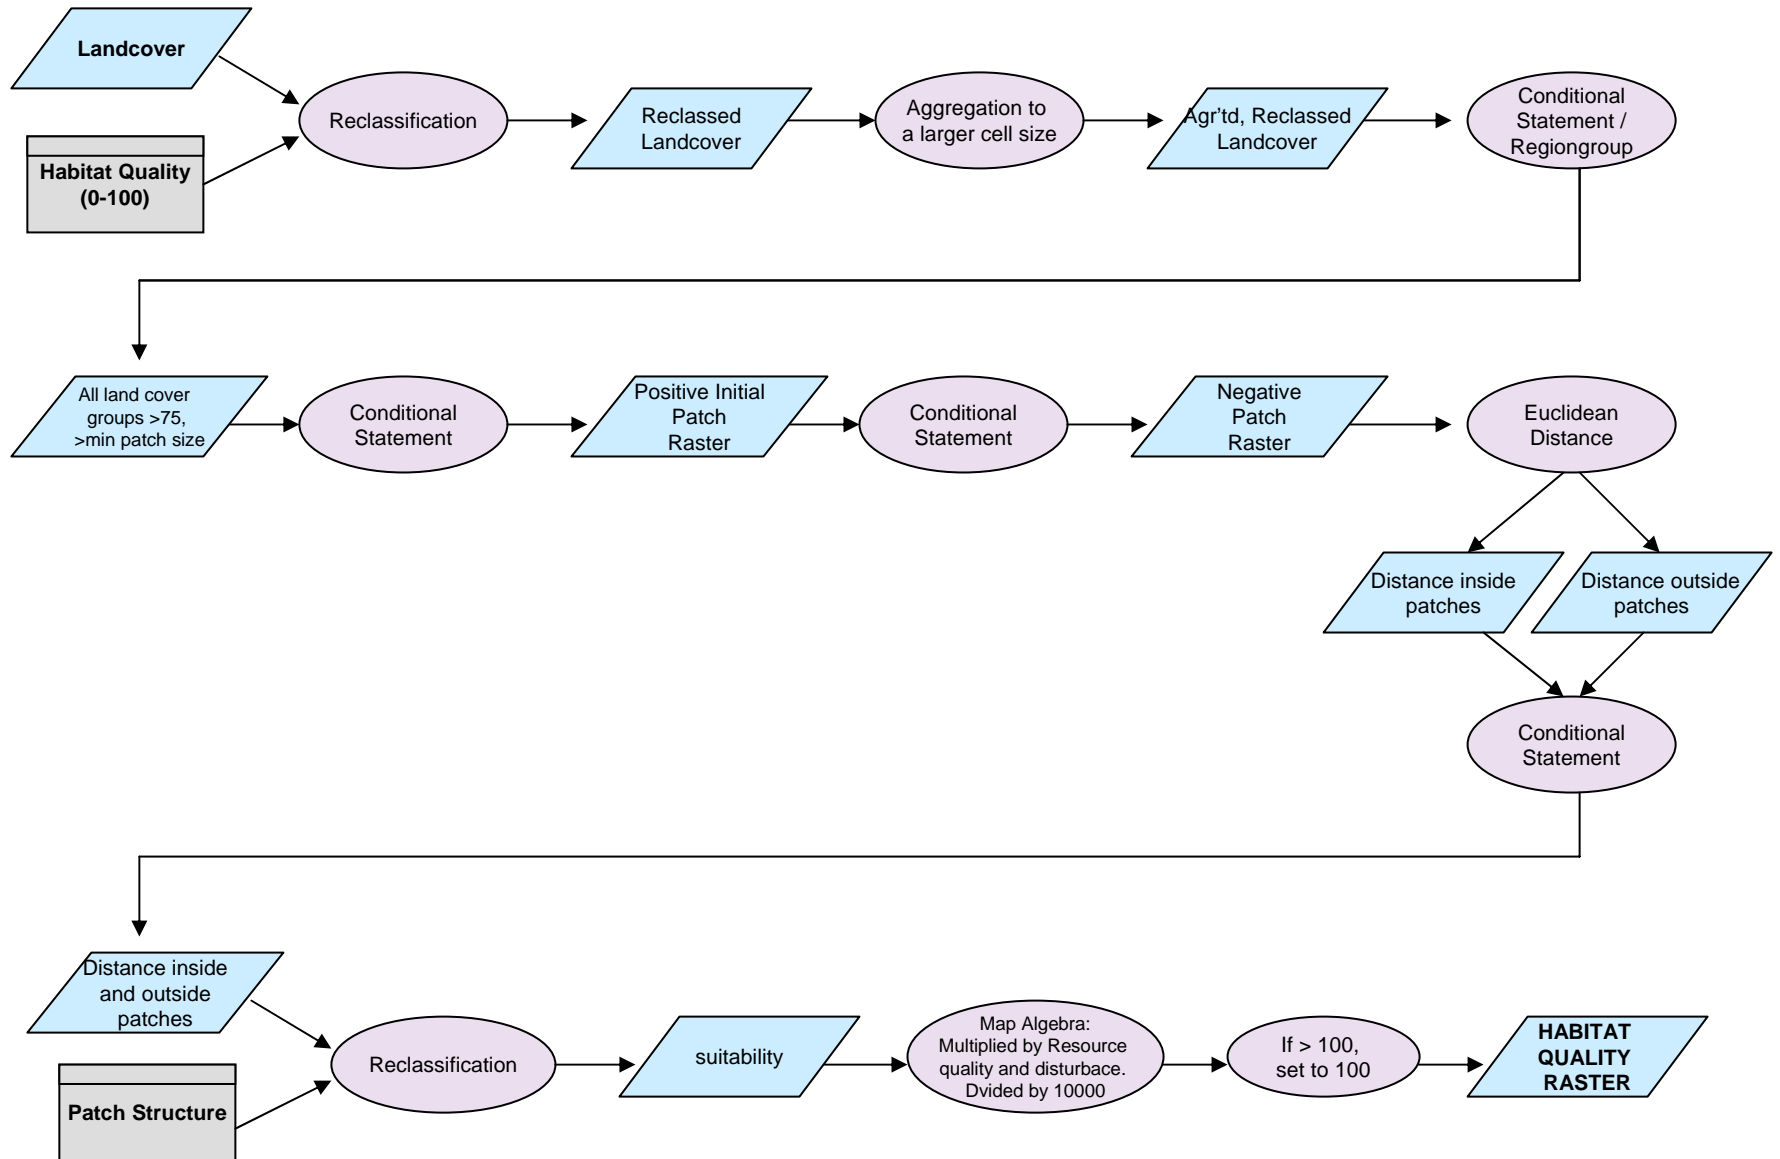 Landcover
Habitat Quality
(0-100)
Reclassification
Reclassed
Landcover
Aggregation to
a larger cell size
Agr'td, Reclassed
Landcover
Conditional
Statement /
Regiongroup
All land cover
groups >75,
>min patch size
Conditional
Statement
Positive Initial
Patch
Raster
Conditional
Statement
Negative
Patch
Raster
Euclidean
Distance
Distance inside
patches
Distance outside
patches
Conditional
Statement
Distance inside
and outside
patches
Patch Structure
Reclassification
suitability
Map Algebra:
Multiplied by Resource
quality and disturbace.
Dvided by 10000
If > 100,
set to 100
HABITAT
QUALITY
RASTER